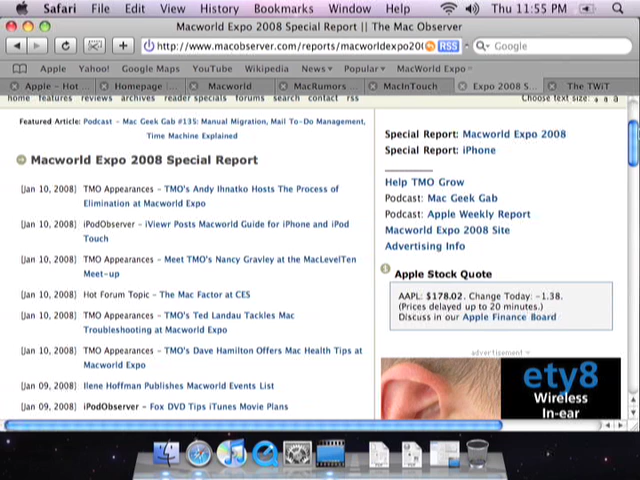 Safari File Edit View History Bookmarks Window Help Thu 11:55 PM
Macworld Expo 2008 Special Report || The Mac Observer
http://www.macobserver.com/reports/macworldexpo20 RSS Google
Apple Yahoo! Google Maps YouTube Wikipedia News Popular MacWorld Expo
Apple – Hot ... Homepage | ... Macworld MacRumors ... MacInTouch Expo 2008 S... The TWiT
home features reviews archives reader specials forums search contact rss Choose text size: a a a
Featured Article: Podcast - Mac Geek Gab #135: Manual Migration, Mail To-Do Management,
Time Machine Explained
Macworld Expo 2008 Special Report
[Jan 10, 2008] TMO Appearances - TMO's Andy Ihnatko Hosts The Process of
Elimination at Macworld Expo
[Jan 10, 2008] iPodObserver - iViewr Posts Macworld Guide for iPhone and iPod
Touch
[Jan 10, 2008] TMO Appearances - Meet TMO's Nancy Gravley at the MacLevelTen
Meet-up
[Jan 10, 2008] Hot Forum Topic - The Mac Factor at CES
[Jan 10, 2008] TMO Appearances - TMO's Ted Landau Tackles Mac
Troubleshooting at Macworld Expo
[Jan 10, 2008] TMO Appearances - TMO's Dave Hamilton Offers Mac Health Tips at
Macworld Expo
[Jan 09, 2008] Ilene Hoffman Publishes Macworld Events List
[Jan 09, 2008] iPodObserver - Fox DVD Tips iTunes Movie Plans
Special Report: Macworld Expo 2008
Special Report: iPhone
Help TMO Grow
Podcast: Mac Geek Gab
Podcast: Apple Weekly Report
Macworld Expo 2008 Site
Advertising Info
Apple Stock Quote
AAPL: $178.02. Change Today: -1.38.
(Prices delayed up to 20 minutes.)
Discuss in our Apple Finance Board
advertisement
ety8
Wireless
In-ear